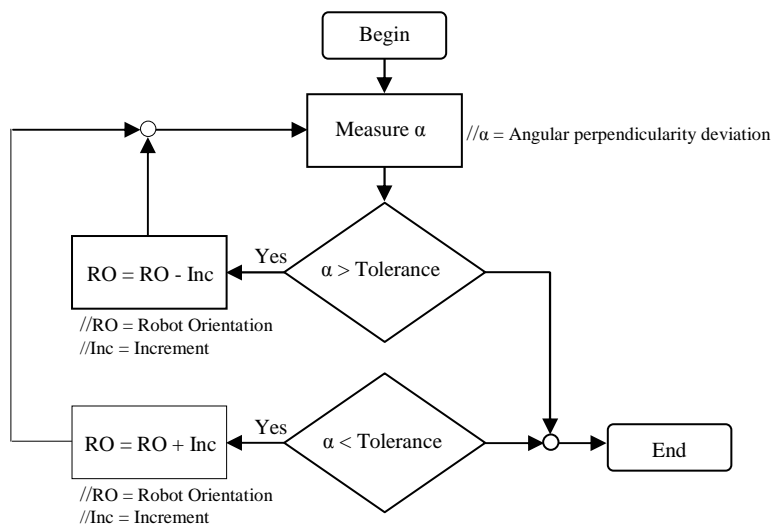 Begin
Measure α
//α = Angular perpendicularity deviation
Yes
RO = RO - Inc
α > Tolerance
//RO = Robot Orientation
//Inc = Increment
Yes
RO = RO + Inc
α < Tolerance
End
//RO = Robot Orientation
//Inc = Increment